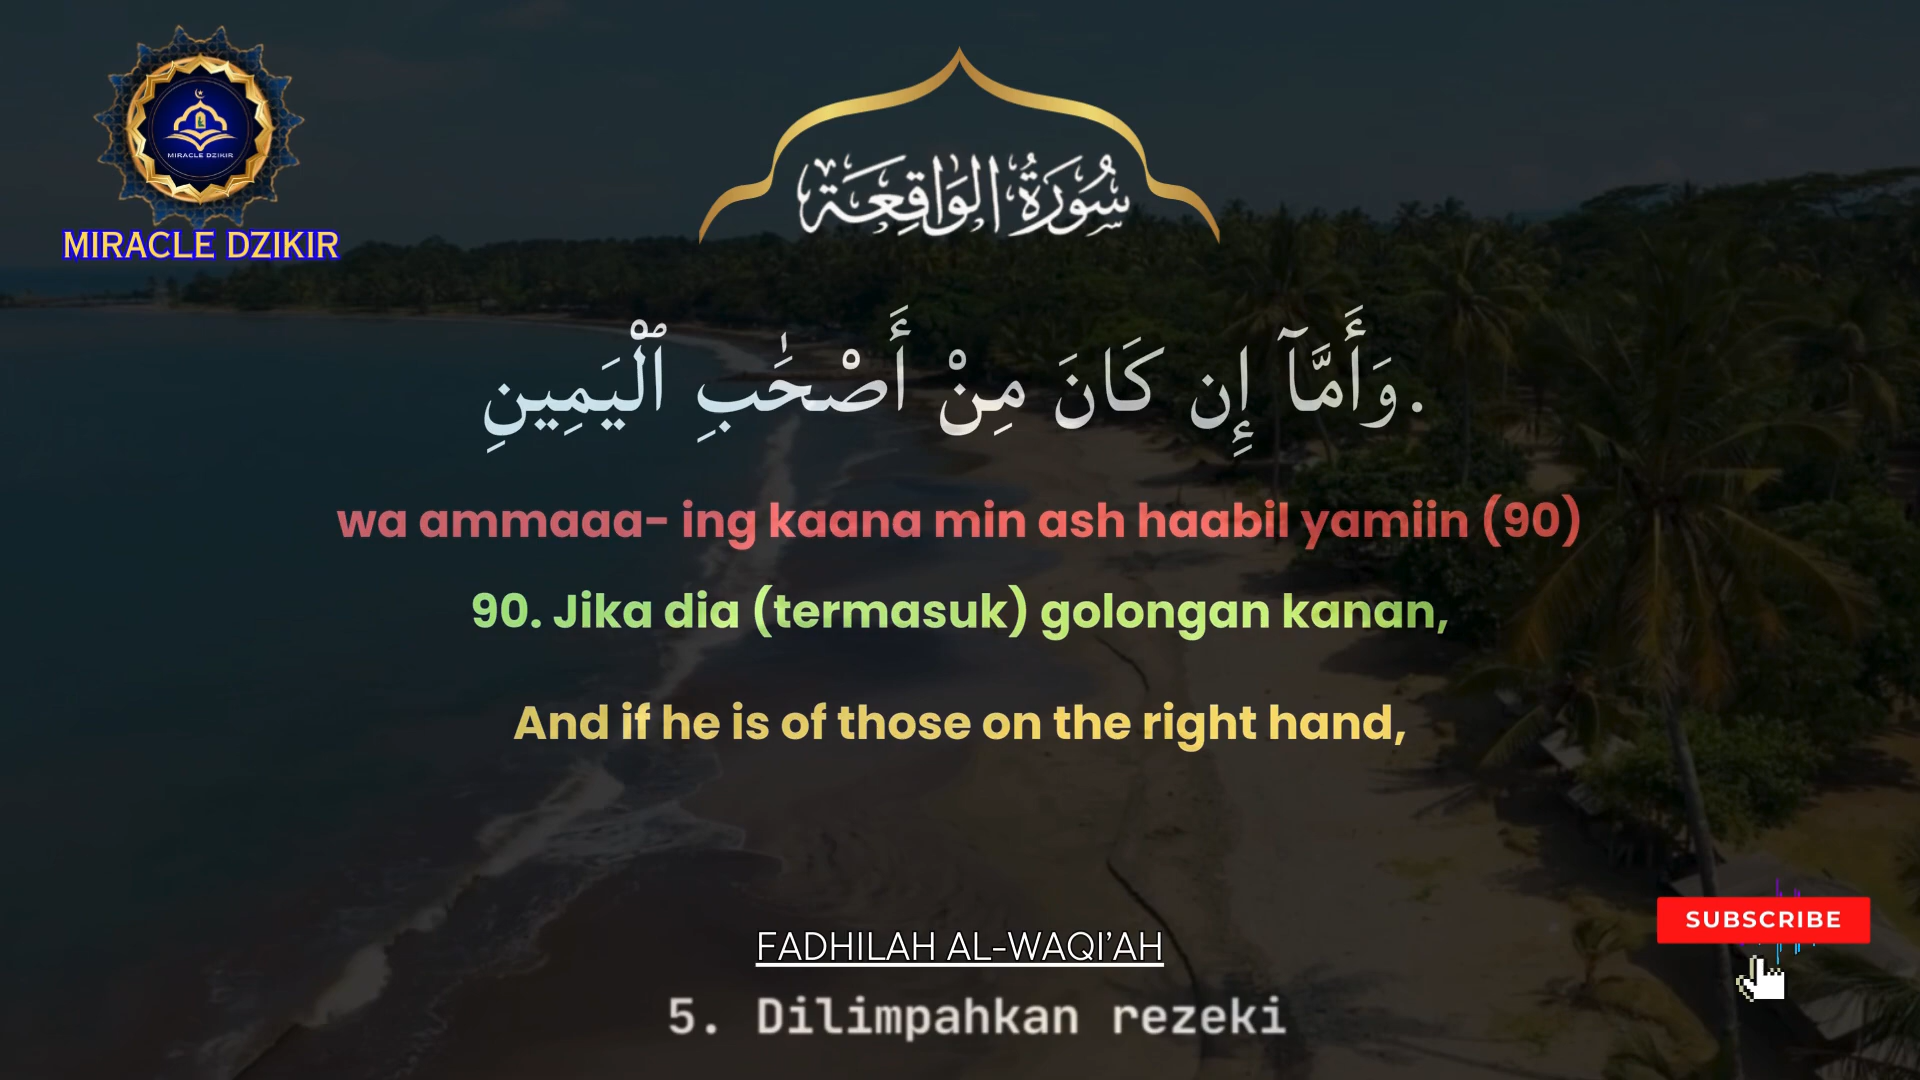 MIRACLE DZIKIR
MIRACLE DZIKIR
سُورَةُ الوَاقِعَة
وَأَمَّآ إِن كَانَ مِنْ أَصْحَٰبِ ٱلْيَمِينِ.
wa ammaaa- ing kaana min ash haabil yamiin (90)
90. Jika dia (termasuk) golongan kanan,
And if he is of those on the right hand,
SUBSCRIBE
FADHILAH AL-WAQI'AH
5. Dilimpahkan rezeki